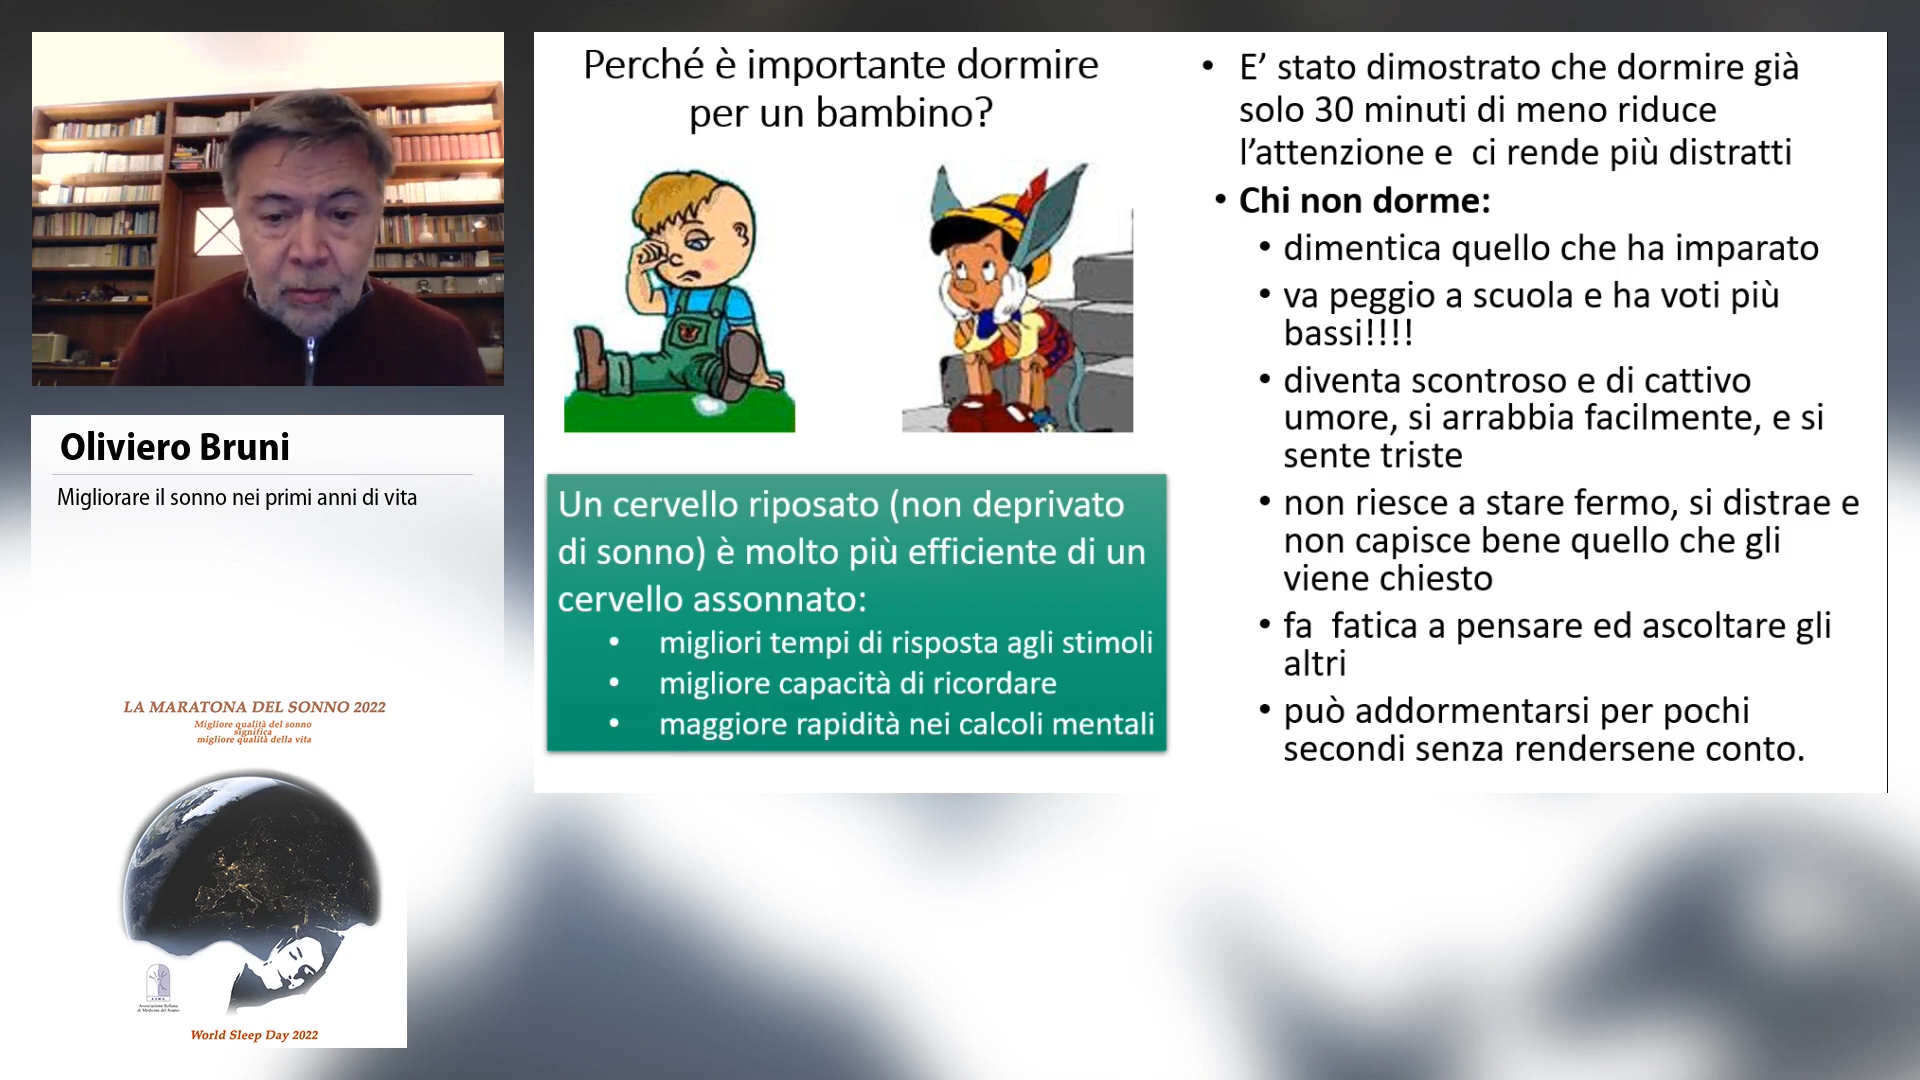 Perché è importante dormire
per un bambino?
Un cervello riposato (non deprivato
di sonno) è molto più efficiente di un
cervello assonnato:
• migliori tempi di risposta agli stimoli
• migliore capacità di ricordare
• maggiore rapidità nei calcoli mentali
• E’ stato dimostrato che dormire già
solo 30 minuti di meno riduce
l’attenzione e  ci rende più distratti
• Chi non dorme:
• dimentica quello che ha imparato
• va peggio a scuola e ha voti più
bassi!!!!
• diventa scontroso e di cattivo
umore, si arrabbia facilmente, e si
sente triste
• non riesce a stare fermo, si distrae e
non capisce bene quello che gli
viene chiesto
• fa  fatica a pensare ed ascoltare gli
altri
• può addormentarsi per pochi
secondi senza rendersene conto.
Oliviero Bruni
Migliorare il sonno nei primi anni di vita
LA MARATONA DEL SONNO 2022
Migliore qualità del sonno
significa
migliore qualità della vita
Associazione Italiana
di Medicina del Sonno
World Sleep Day 2022